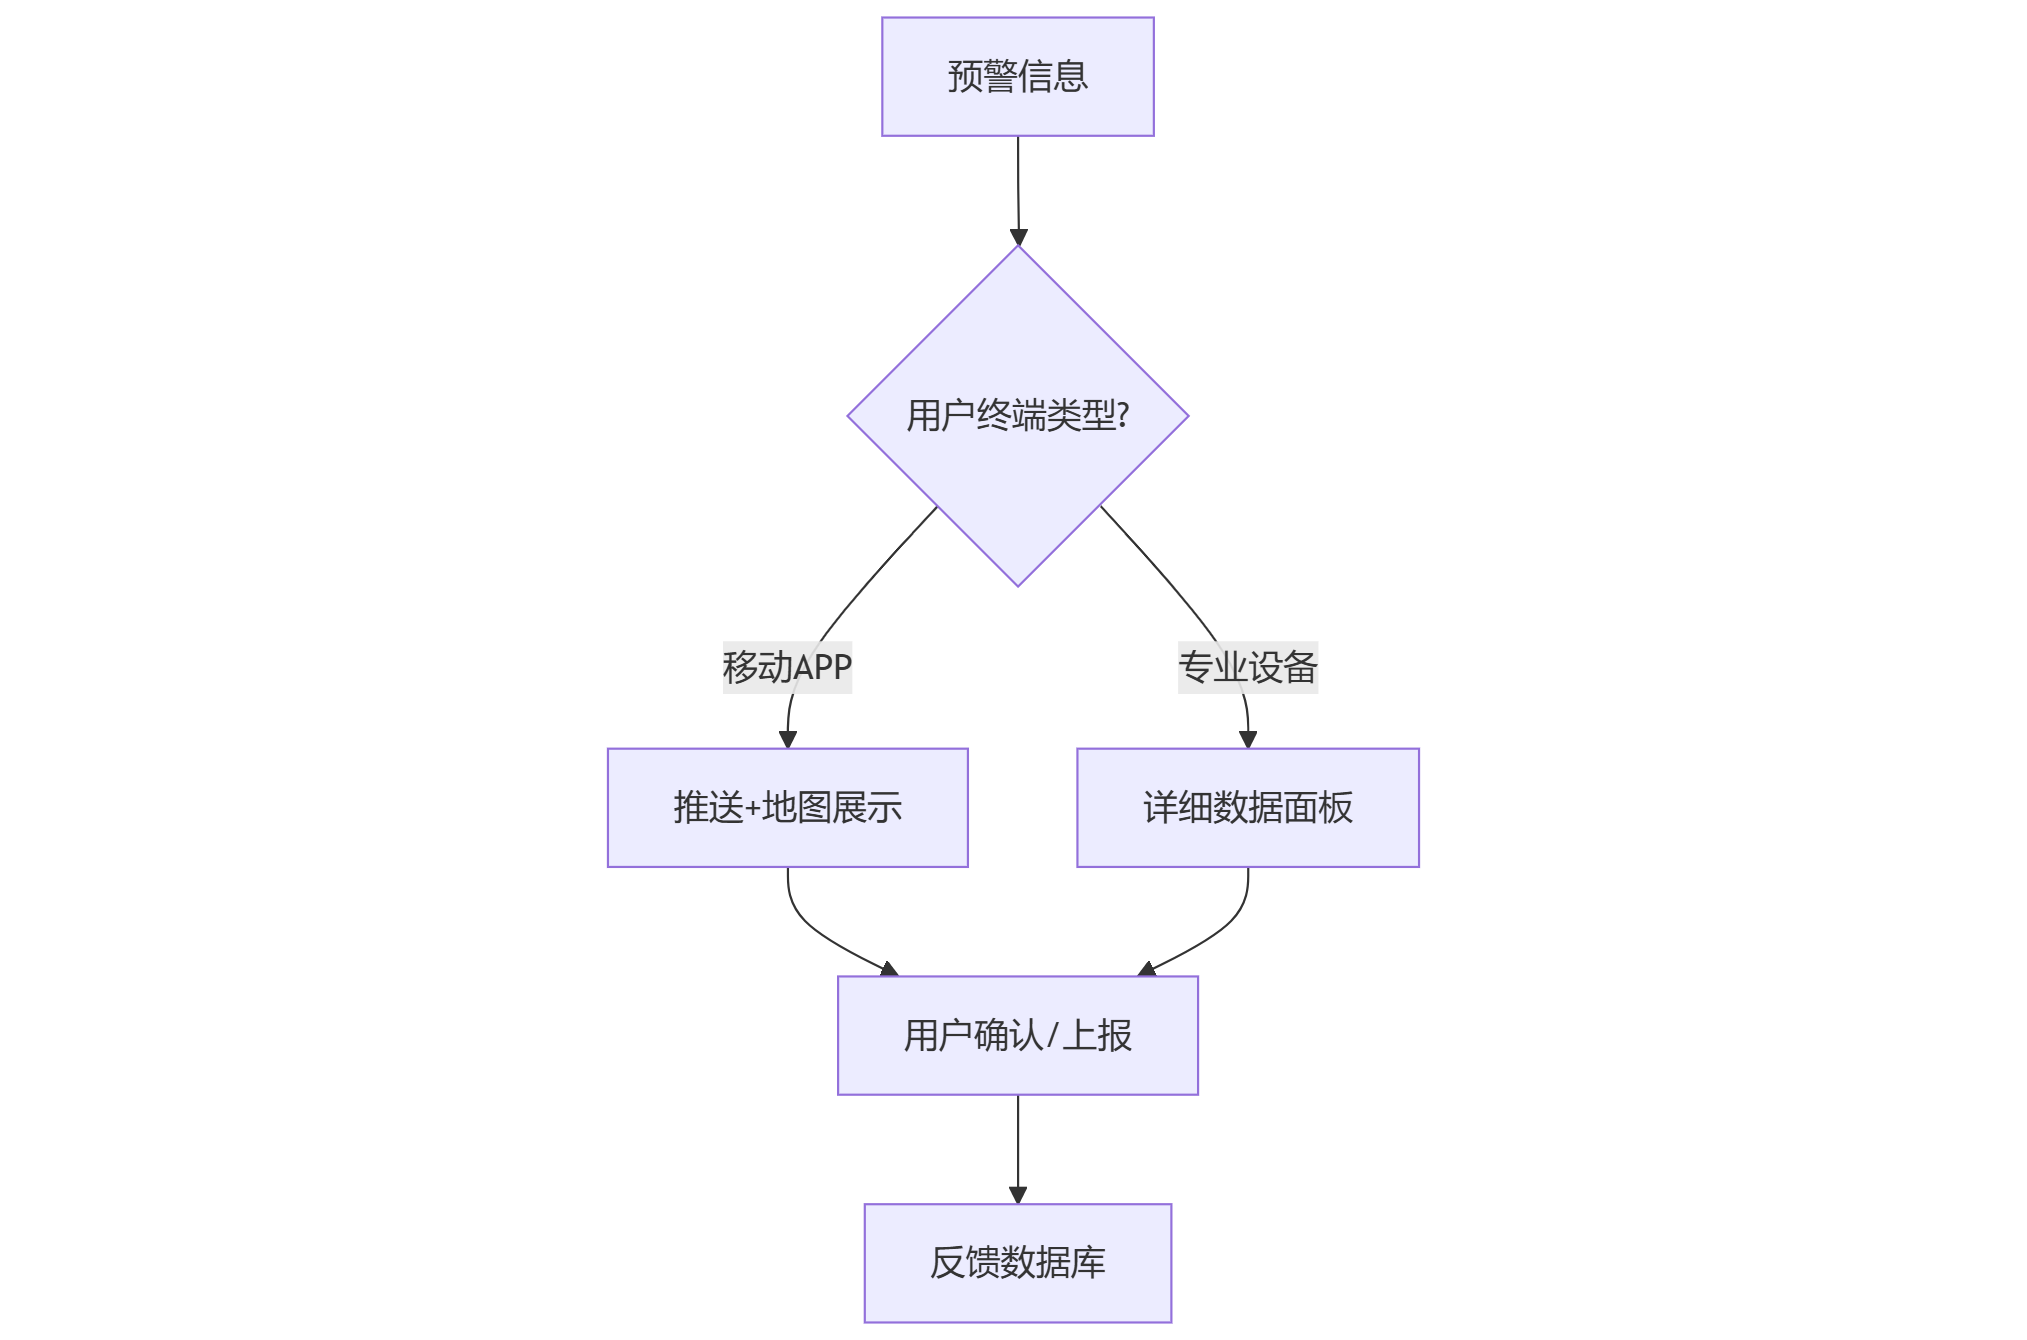 预警信息
用户终端类型?
移动APP
专业设备
推送+地图展示
详细数据面板
用户确认/上报
反馈数据库